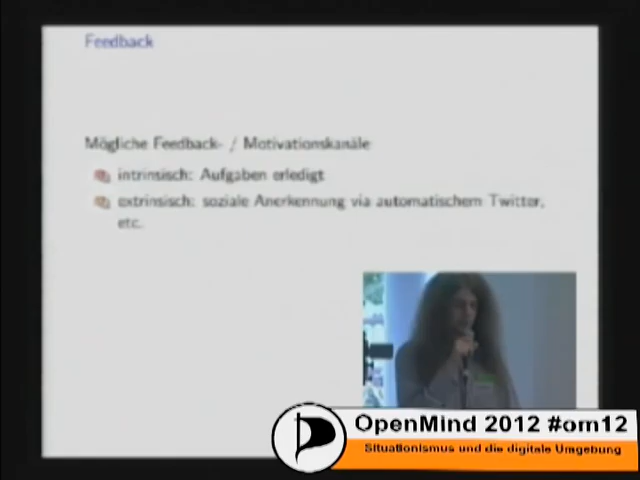 Feedback
Mögliche Feedback- / Motivationskanäle
intrinsisch: Aufgaben erledigt
extrinsisch: soziale Anerkennung via automatischem Twitter,
etc.
OpenMind 2012 #om12
Situationismus und die digitale Umgebung